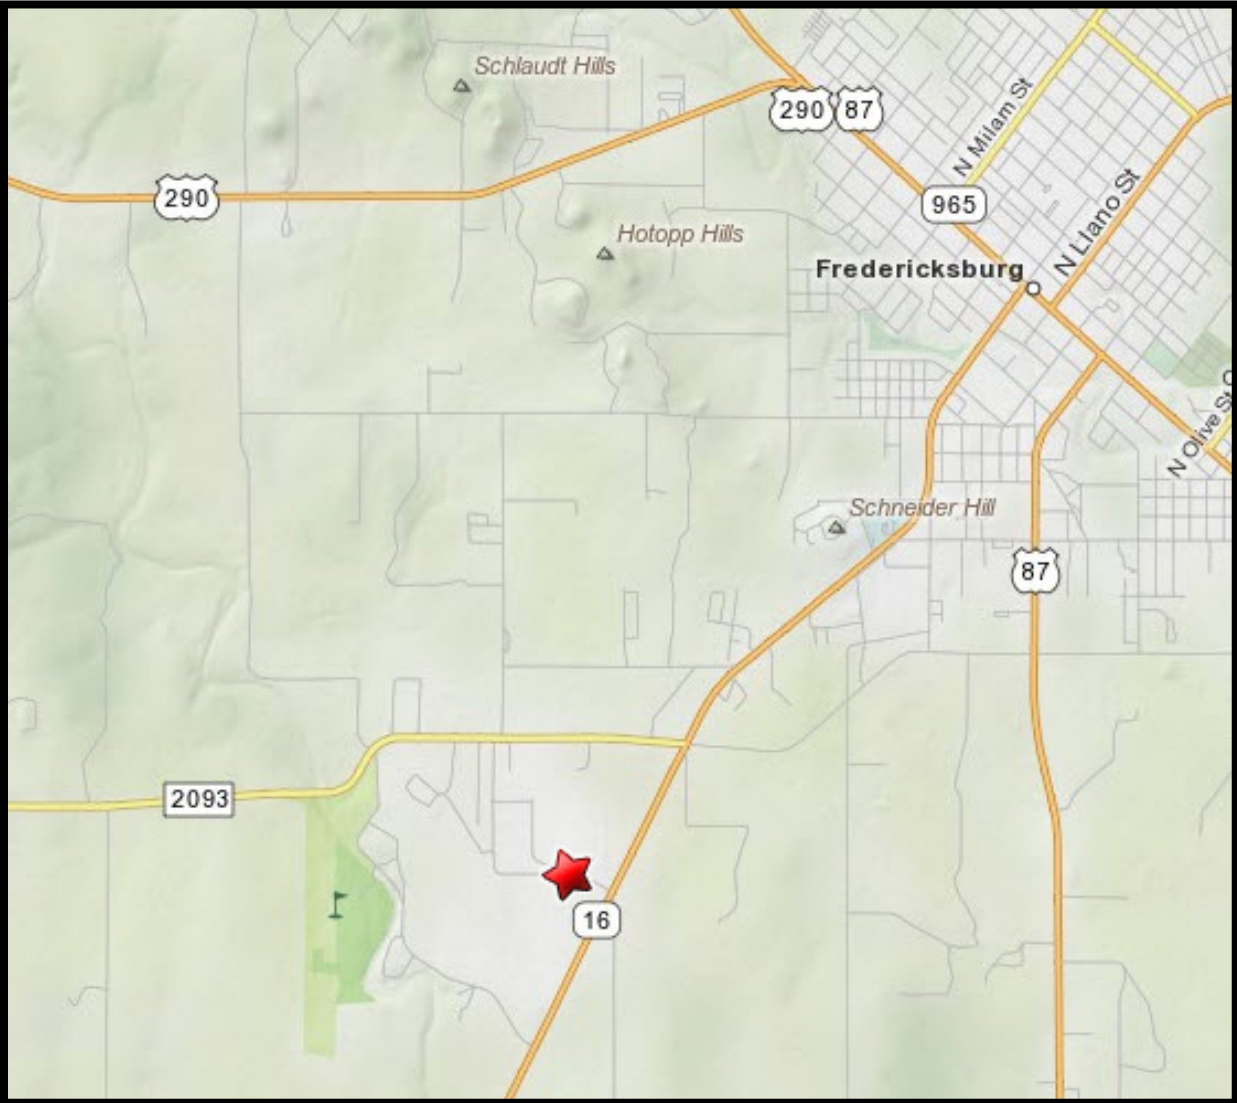 Schlaudt Hills
290
87
N Milam St
290
965
N Llano St
Hotopp Hills
Fredericksburg
N Olive St
Schneider Hill
87
2093
16